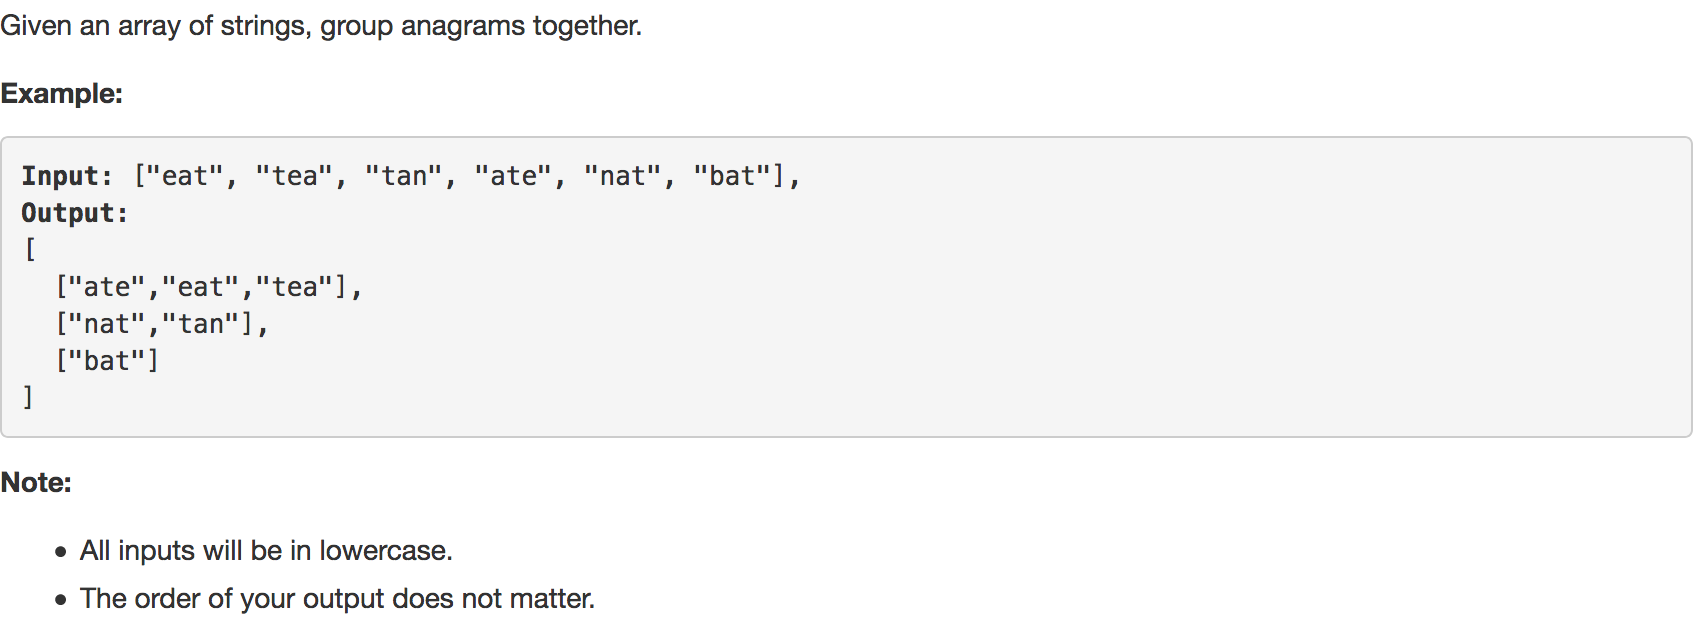 Given an array of strings, group anagrams together.
Example:
Input: ["eat", "tea", "tan", "ate", "nat", "bat"],
Output:
[
  ["ate","eat","tea"],
  ["nat","tan"],
  ["bat"]
]
Note:
• All inputs will be in lowercase.
• The order of your output does not matter.